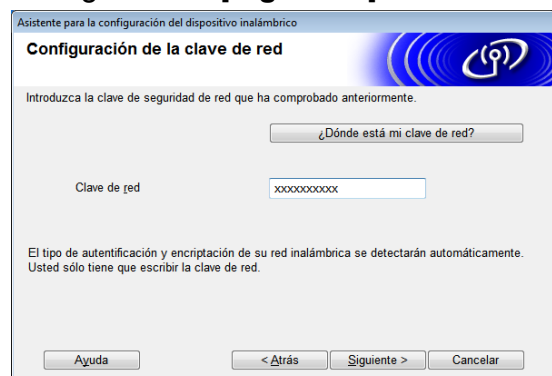 Asistente para la configuración del dispositivo inalámbrico
Configuración de la clave de red
Introduzca la clave de seguridad de red que ha comprobado anteriormente.
¿Dónde está mi clave de red?
Clave de red
xxxxxxxxxx
El tipo de autentificación y encriptación de su red inalámbrica se detectarán automáticamente.
Usted sólo tiene que escribir la clave de red.
Ayuda
< Atrás
Siguiente >
Cancelar